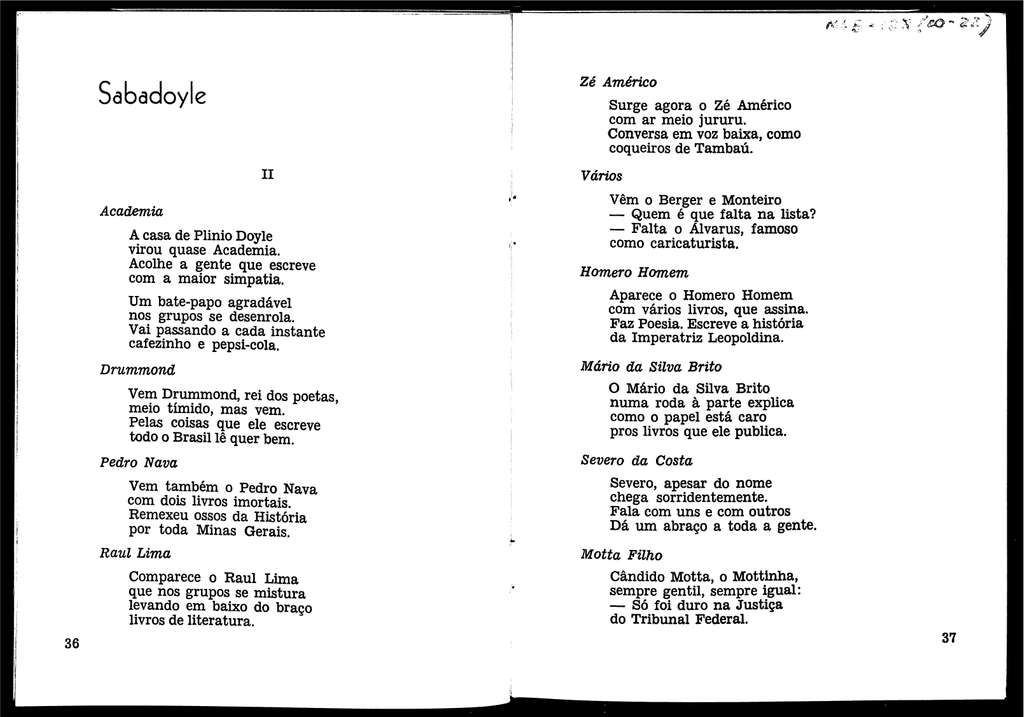 Sabadoyle
II
Academia
A casa de Plinio Doyle
virou quase Academia.
Acolhe a gente que escreve
com a maior simpatia.
Um bate-papo agradável
nos grupos se desenrola.
Vai passando a cada instante
cafezinho e pepsi-cola.
Drummond
Vem Drummond, rei dos poetas,
meio tímido, mas vem.
Pelas coisas que ele escreve
todo o Brasil lê quer bem.
Pedro Nava
Vem também o Pedro Nava
com dois livros imortais.
Remexeu ossos da História
por toda Minas Gerais.
Raul Lima
Comparece o Raul Lima
que nos grupos se mistura
levando em baixo do braço
livros de literatura.
36
Zé Américo
Surge agora o Zé Américo
com ar meio jururu.
Conversa em voz baixa, como
coqueiros de Tambaú.
Vários
Vêm o Berger e Monteiro
— Quem é que falta na lista?
— Falta o Álvarus, famoso
como caricaturista.
Homero Homem
Aparece o Homero Homem
com vários livros, que assina.
Faz Poesia. Escreve a história
da Imperatriz Leopoldina.
Mário da Silva Brito
O Mário da Silva Brito
numa roda à parte explica
como o papel está caro
pros livros que ele publica.
Severo da Costa
Severo, apesar do nome
chega sorridentemente.
Fala com uns e com outros
Dá um abraço a toda a gente.
Motta Filho
Cândido Motta, o Mottinha,
sempre gentil, sempre igual:
— Só foi duro na Justiça
do Tribunal Federal.
37